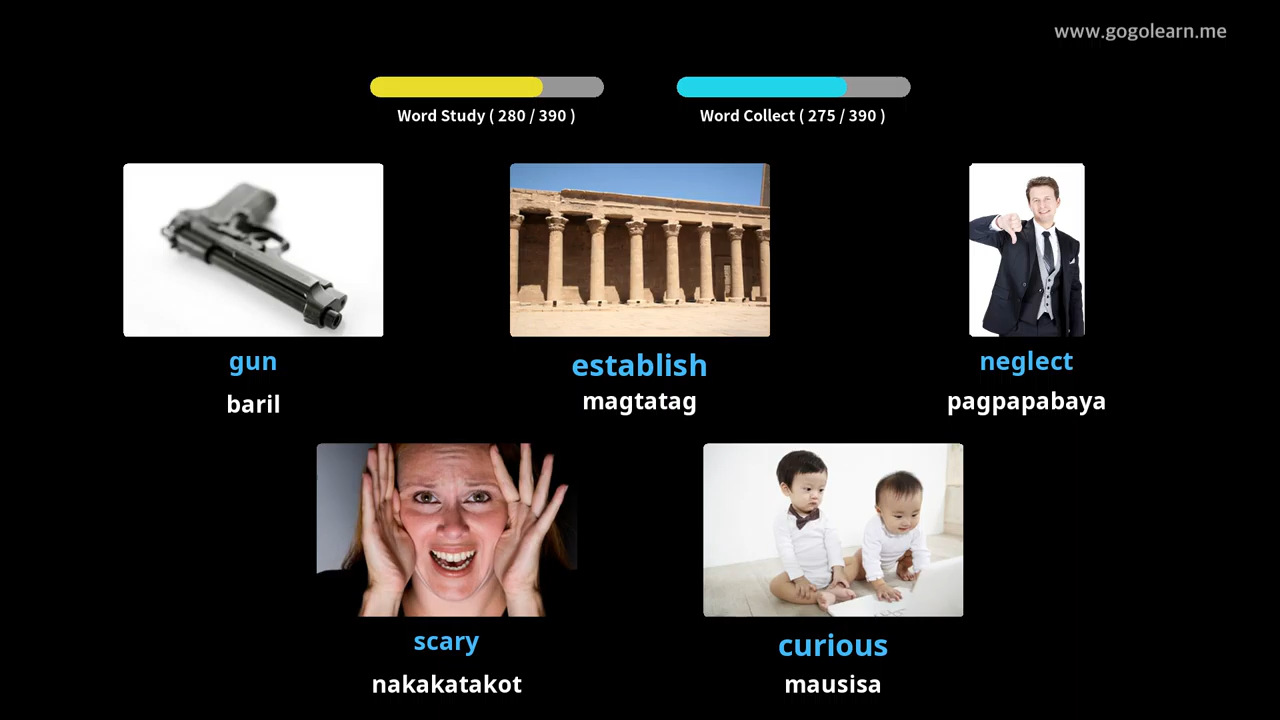 www.gogolearn.me
Word Study ( 280 / 390 )
Word Collect ( 275 / 390 )
gun
establish
neglect
baril
magtatag
pagpapabaya
scary
curious
nakakatakot
mausisa